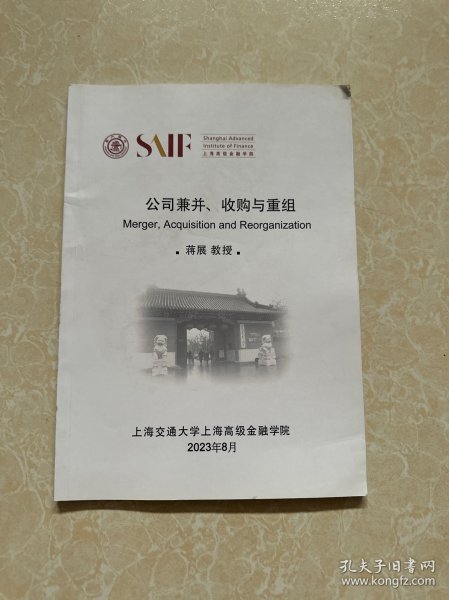 SAIF
Shanghai Advanced
Institute of Finance
上海高级金融学院
公司兼并、收购与重组
Merger, Acquisition and Reorganization
▪ 蒋展 教授 ▪
上海交通大学上海高级金融学院
2023年8月
孔夫子旧书网
www.kongfz.com